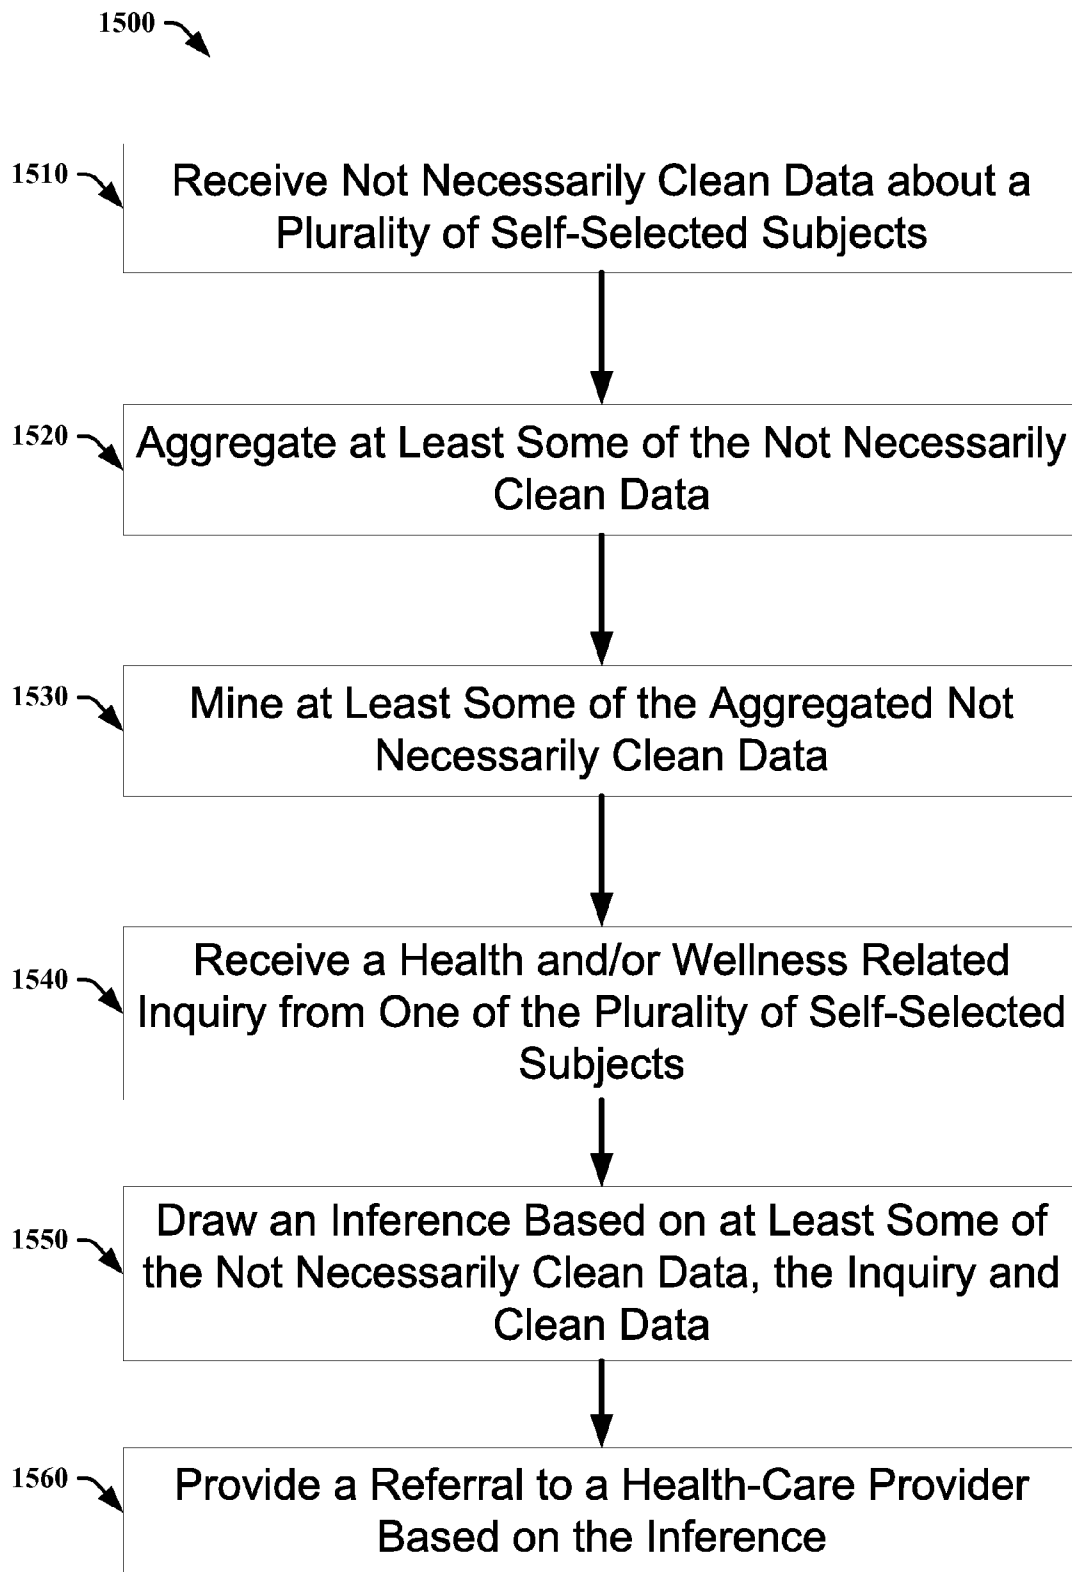 1500
1510
Receive Not Necessarily Clean Data about a
Plurality of Self-Selected Subjects
1520
Aggregate at Least Some of the Not Necessarily
Clean Data
1530
Mine at Least Some of the Aggregated Not
Necessarily Clean Data
1540
Receive a Health and/or Wellness Related
Inquiry from One of the Plurality of Self-Selected
Subjects
1550
Draw an Inference Based on at Least Some of
the Not Necessarily Clean Data, the Inquiry and
Clean Data
1560
Provide a Referral to a Health-Care Provider
Based on the Inference